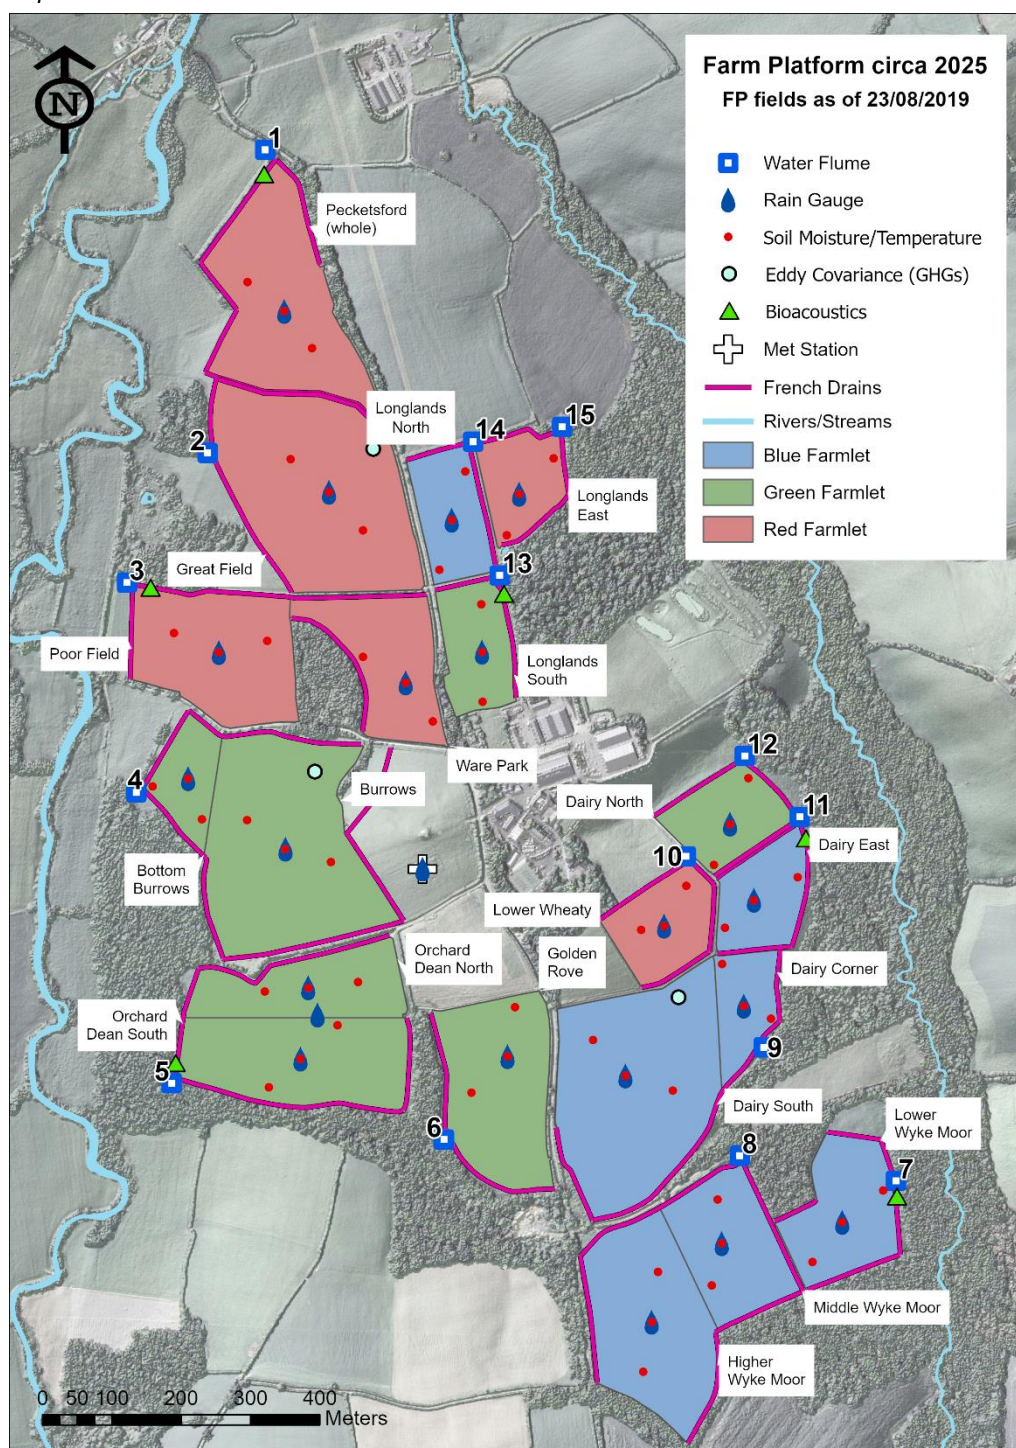 N
Farm Platform circa 2025
FP fields as of 23/08/2019
Water Flume
Rain Gauge
Soil Moisture/Temperature
Eddy Covariance (GHGs)
Bioacoustics
Met Station
French Drains
Rivers/Streams
Blue Farmlet
Green Farmlet
Red Farmlet
1
Pecketsford
(whole)
Longlands
North
14
15
2
Longlands
East
13
3
Great Field
Poor Field
Longlands
South
Ware Park
12
4
Burrows
Dairy North
11
Dairy East
10
Bottom
Burrows
Lower Wheaty
Orchard
Dean North
Golden
Rove
Dairy Corner
Orchard
Dean South
9
5
Dairy South
Lower
Wyke Moor
6
8
7
Middle Wyke Moor
Higher
Wyke Moor
0 50 100 200 300 400
Meters